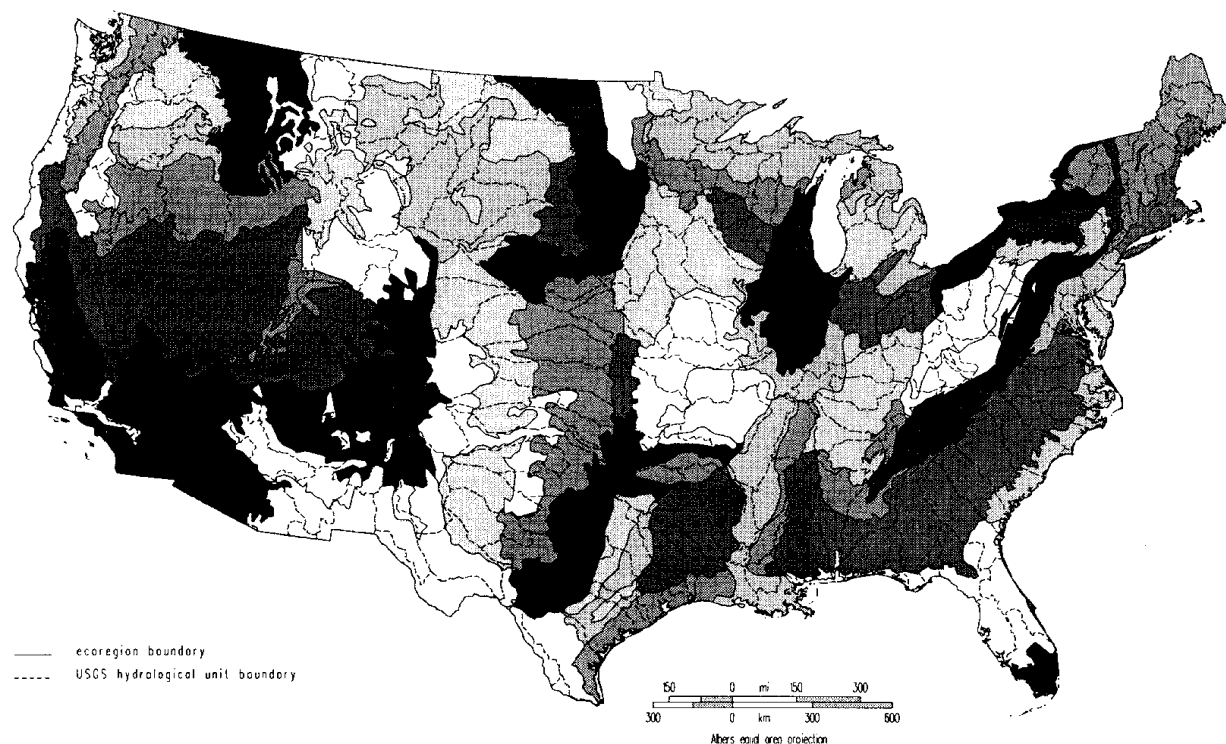 ecoregion boundary
USGS hydrological unit boundary
150 0 mi 150 300
300 0 km 300 600
Albers equal area projection